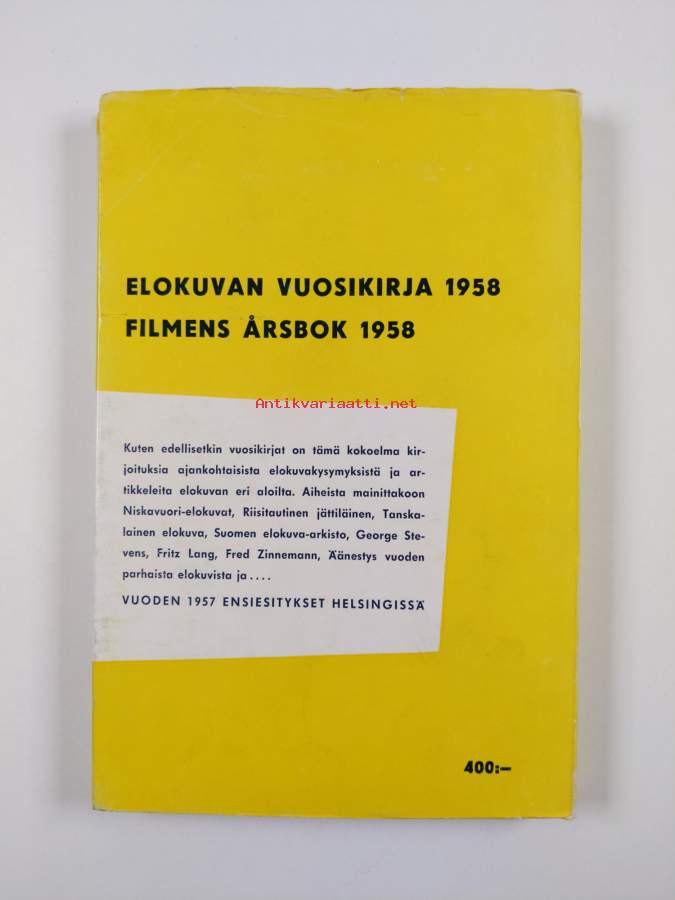 ELOKUVAN VUOSIKIRJA 1958
FILMENS ÅRSBOK 1958
Antikvariaatti.net
Kuten edellisetkin vuosikirjat on tämä kokoelma kir-
joituksia ajankohtaisista elokuvakysymyksistä ja ar-
tikkeleita elokuvan eri aloilta. Aiheista mainittakoon
Niskavuori-elokuvat, Riisitautinen jättiläinen, Tanska-
lainen elokuva, Suomen elokuva-arkisto, George Ste-
vens, Fritz Lang, Fred Zinnemann, Äänestys vuoden
parhaista elokuvista ja ....
VUODEN 1957 ENSIESITYKSET HELSINGISSÄ
400:–